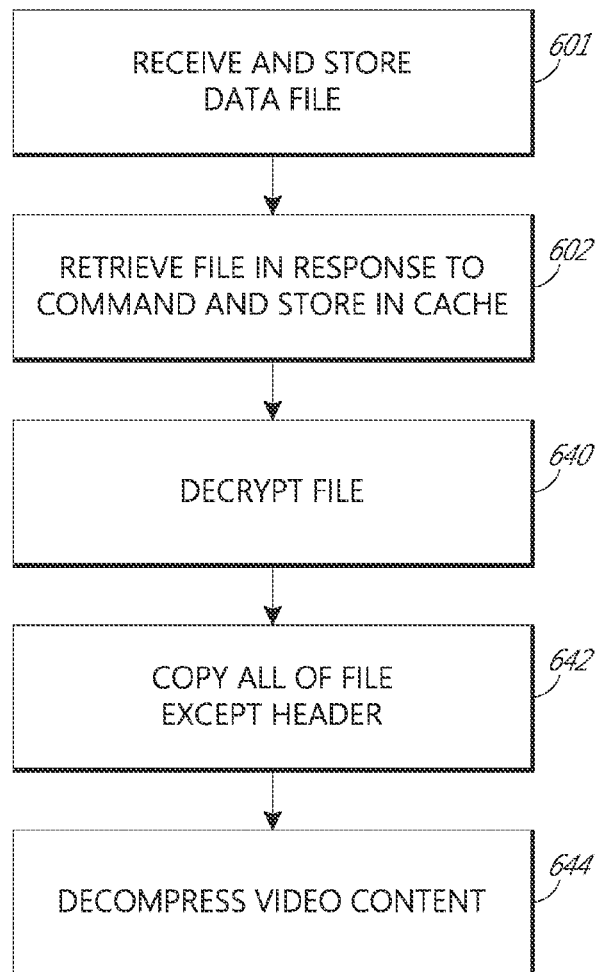 RECEIVE AND STORE
DATA FILE
601
RETRIEVE FILE IN RESPONSE TO
COMMAND AND STORE IN CACHE
602
DECRYPT FILE
640
COPY ALL OF FILE
EXCEPT HEADER
642
DECOMPRESS VIDEO CONTENT
644